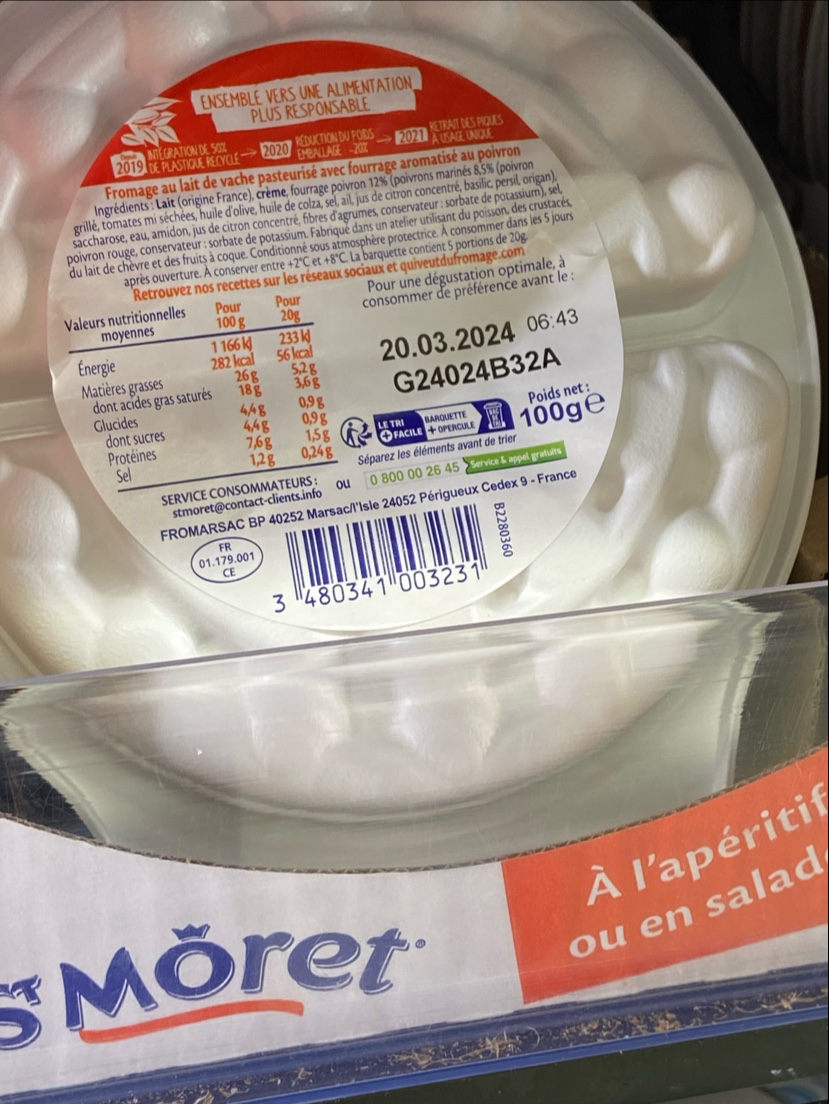 ENSEMBLE VERS UNE ALIMENTATION
PLUS RESPONSABLE
Depuis 2019 INTÉGRATION DE 50% DE PLASTIQUE RECYCLÉ → 2020 RÉDUCTION DU POIDS EMBALLAGE -20% → 2021 RETRAIT DES PIQUES À USAGE UNIQUE
Fromage au lait de vache pasteurisé avec fourrage aromatisé au poivron
Ingrédients : Lait (origine France), crème, fourrage poivron 12% (poivrons marinés 8,5% (poivron
grillé, tomates mi séchées, huile d'olive, huile de colza, sel, ail, jus de citron concentré, basilic, persil, origan),
saccharose, eau, amidon, jus de citron concentré, fibres d'agrumes, conservateur : sorbate de potassium), sel,
poivron rouge, conservateur : sorbate de potassium. Fabriqué dans un atelier utilisant du poisson, des crustacés,
du lait de chèvre et des fruits à coque. Conditionné sous atmosphère protectrice. À consommer dans les 5 jours
après ouverture. À conserver entre +2°C et +8°C. La barquette contient 5 portions de 20g.
Retrouvez nos recettes sur les réseaux sociaux et quiveutdufromage.com
Valeurs nutritionnelles moyennes Pour 100 g Pour 20g
Énergie 1 166 kJ 233 kJ
282 kcal 56 kcal
Matières grasses 26 g 5,2 g
dont acides gras saturés 18 g 3,6 g
Glucides 4,4 g 0,9 g
dont sucres 4,4 g 0,9 g
Protéines 7,6 g 1,5 g
Sel 1,2 g 0,24 g
Pour une dégustation optimale, à
consommer de préférence avant le :
20.03.2024 06:43
G24024B32A
Poids net :
100g e
LE TRI + FACILE
BARQUETTE + OPERCULE
BAC DE TRI
Séparez les éléments avant de trier
SERVICE CONSOMMATEURS :
stmoret@contact-clients.info ou 0 800 00 26 45 Service & appel gratuits
FROMARSAC BP 40252 Marsac/l'Isle 24052 Périgueux Cedex 9 - France
FR
01.179.001
CE
B2280360
3 480341 003231
À l'apéritif
ou en salad
Môret